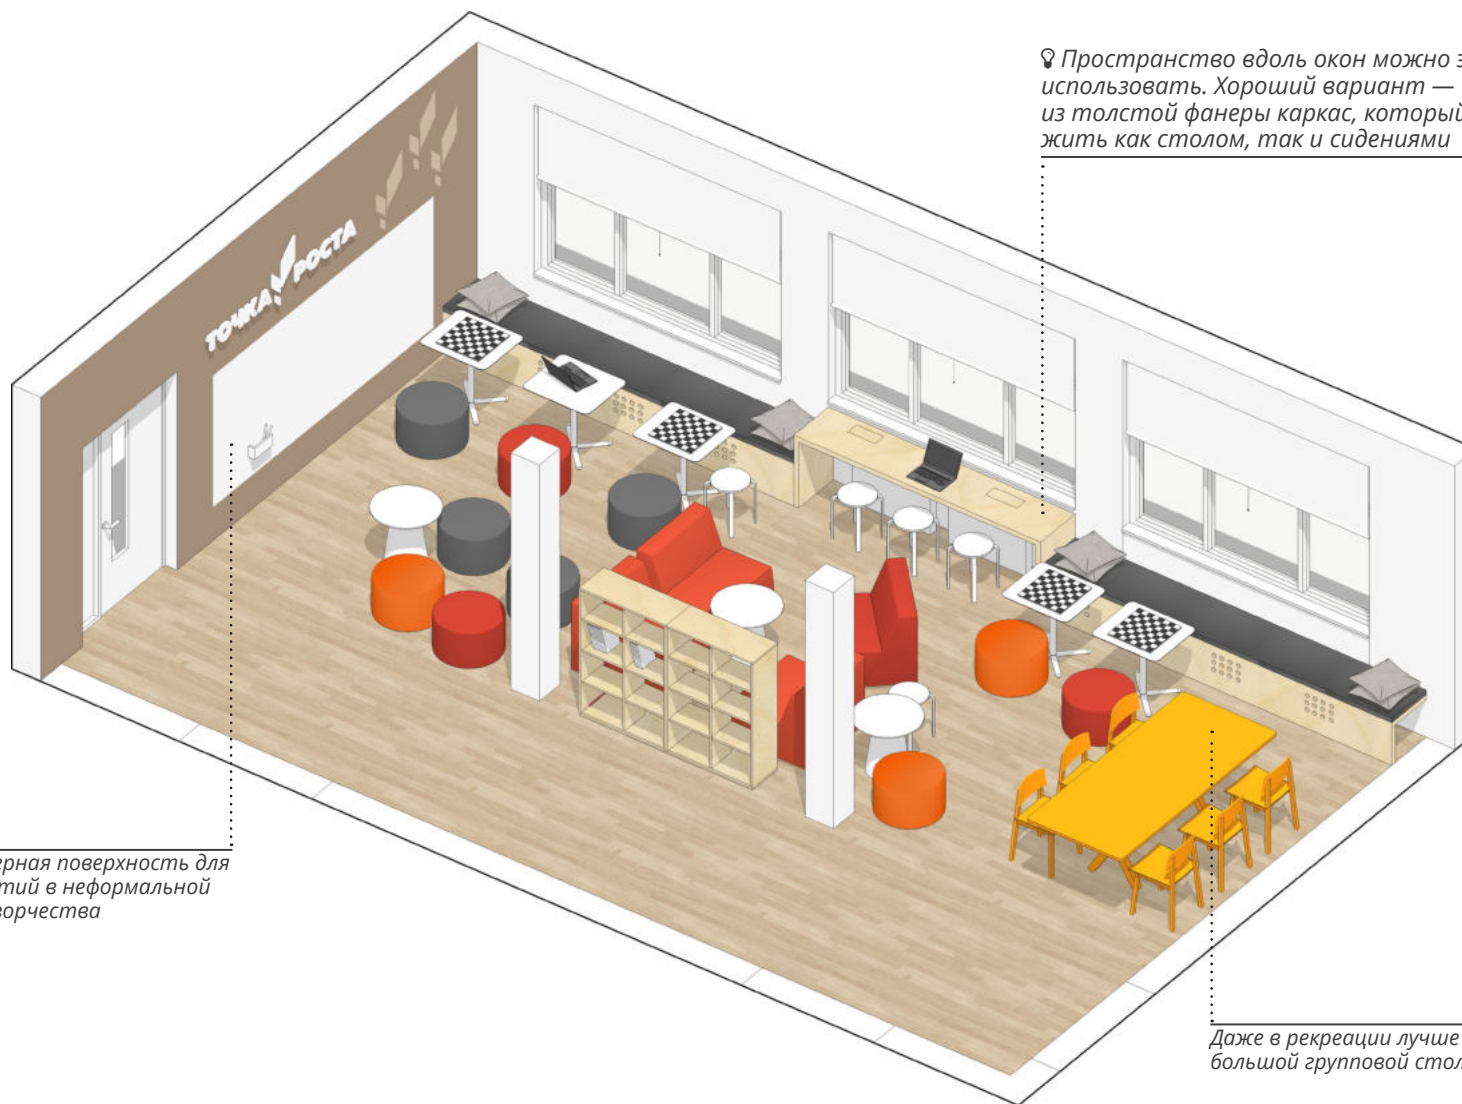 Пространство вдоль окон можно
использовать. Хороший вариант —
из толстой фанеры каркас, который
жить как столом, так и сидениями
ТОЧКА РОСТА
ерная поверхность для
тий в неформальной
ворчества
Даже в рекреации лучше
большой групповой стол